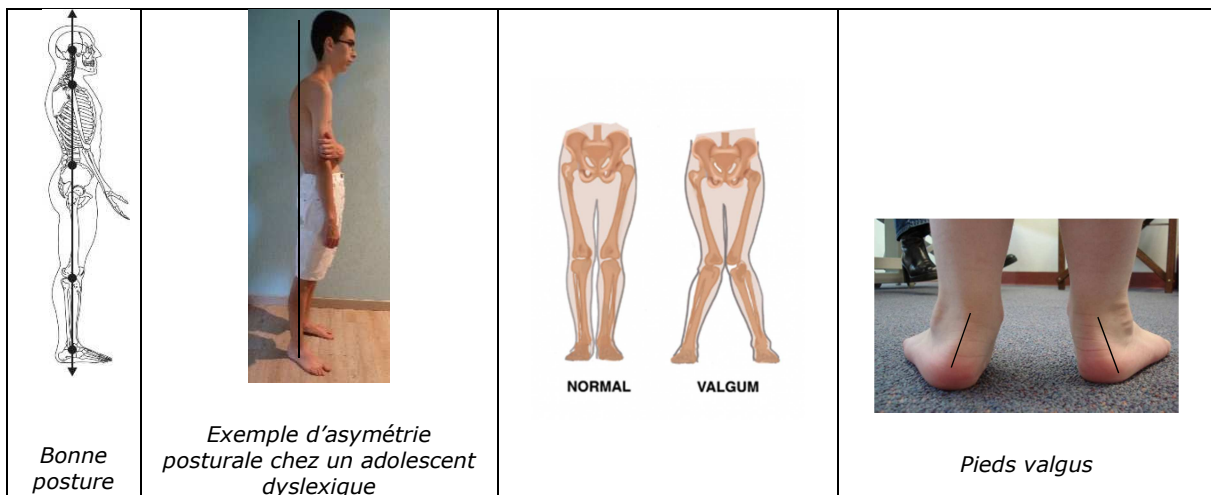 NORMAL VALGUM
Bonne
posture
Exemple d’asymétrie
posturale chez un adolescent
dyslexique
Pieds valgus